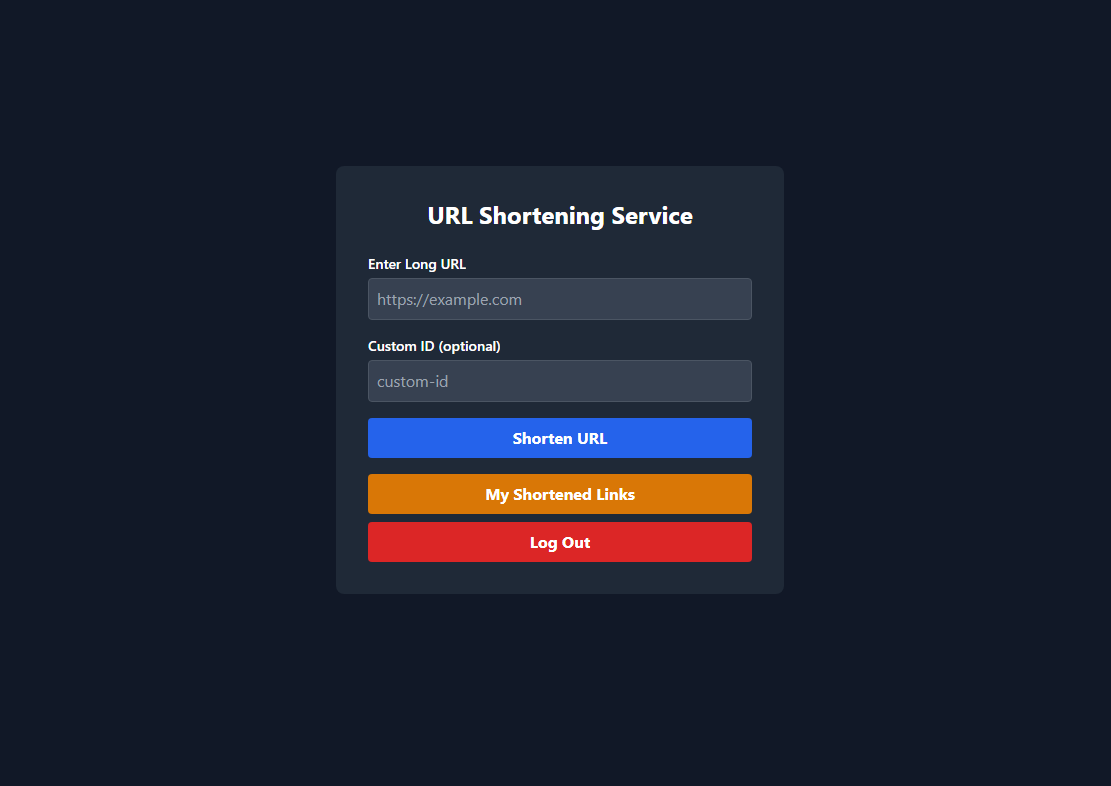 URL Shortening Service
Enter Long URL
https://example.com
Custom ID (optional)
custom-id
Shorten URL
My Shortened Links
Log Out